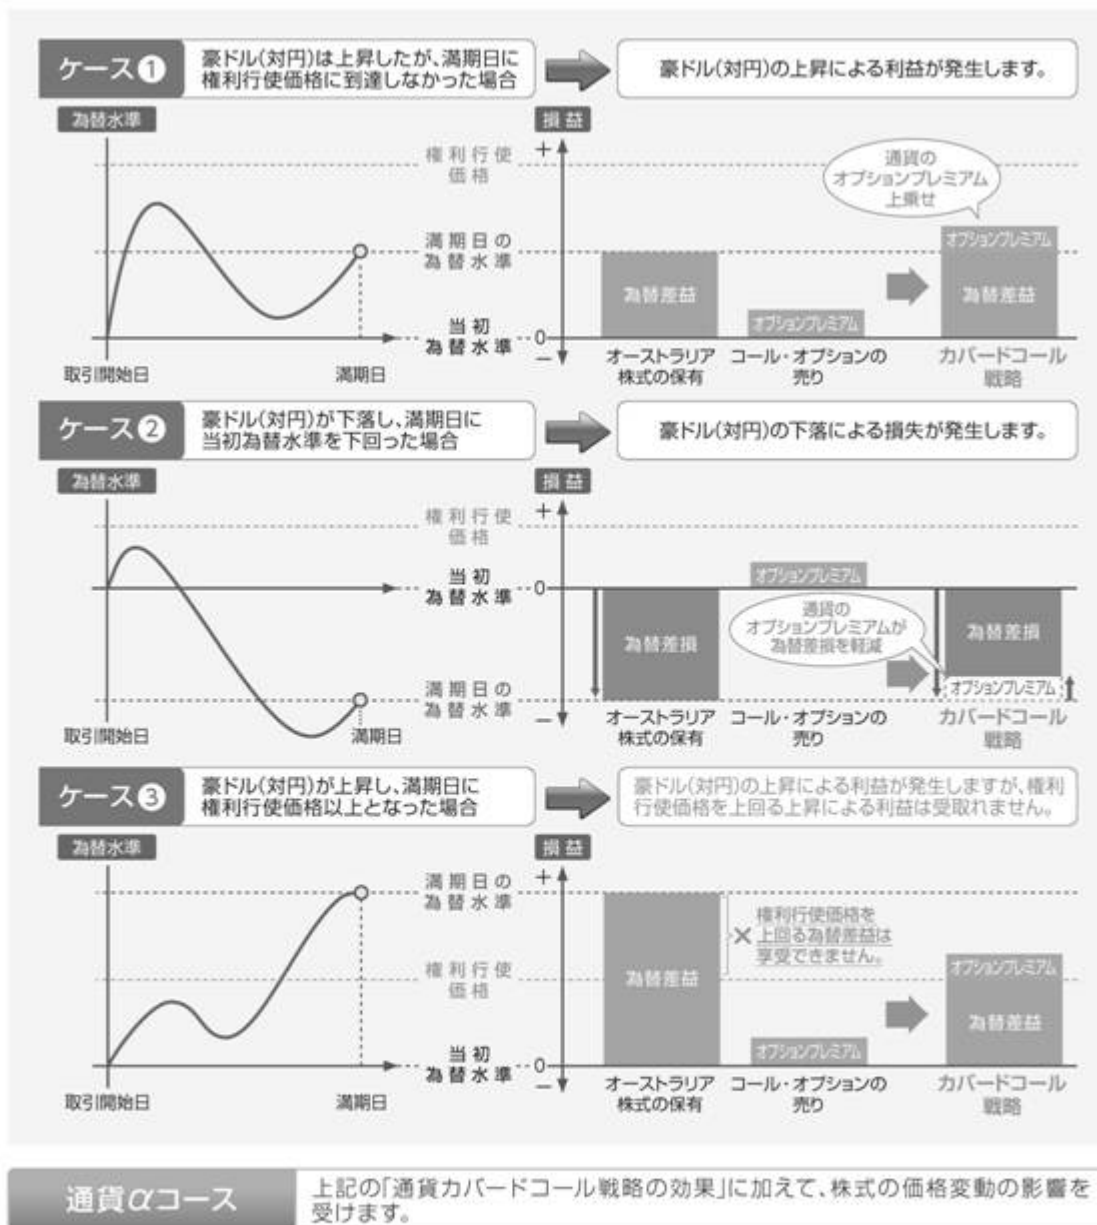 ケース❶
豪ドル(対円)は上昇したが、満期日に
権利行使価格に到達しなかった場合
豪ドル(対円)の上昇による利益が発生します。
為替水準
損益
権利行使
価格
+
通貨の
オプションプレミアム
上乗せ
満期日の
為替水準
オプションプレミアム
為替差益
為替差益
オプションプレミアム
当初
為替水準
0
−
取引開始日
満期日
オーストラリア
株式の保有
コール・オプションの
売り
カバードコール
戦略
ケース❷
豪ドル(対円)が下落し、満期日に
当初為替水準を下回った場合
豪ドル(対円)の下落による損失が発生します。
為替水準
損益
権利行使
価格
+
当初
為替水準
0
オプションプレミアム
通貨の
オプションプレミアムが
為替差損を軽減
為替差損
為替差損
オプションプレミアム
満期日の
為替水準
−
取引開始日
満期日
オーストラリア
株式の保有
コール・オプションの
売り
カバードコール
戦略
ケース❸
豪ドル(対円)が上昇し、満期日に
権利行使価格以上となった場合
豪ドル(対円)の上昇による利益が発生しますが、権利
行使価格を上回る上昇による利益は受取れません。
為替水準
損益
満期日の
為替水準
+
権利行使価格を
×上回る為替差益は
享受できません。
権利行使
価格
為替差益
オプションプレミアム
為替差益
オプションプレミアム
当初
為替水準
0
−
取引開始日
満期日
オーストラリア
株式の保有
コール・オプションの
売り
カバードコール
戦略
通貨αコース
上記の「通貨カバードコール戦略の効果」に加えて、株式の価格変動の影響を
受けます。